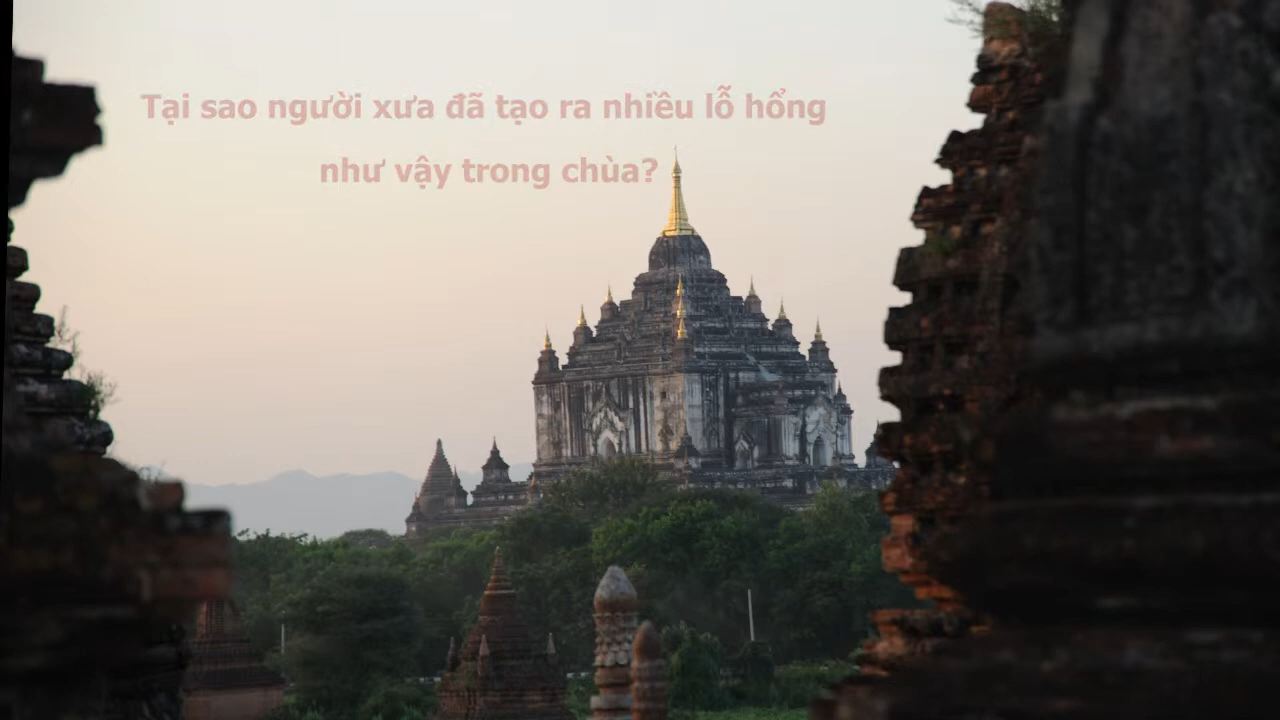 Tại sao người xưa đã tạo ra nhiều lỗ hổng
như vậy trong chùa?